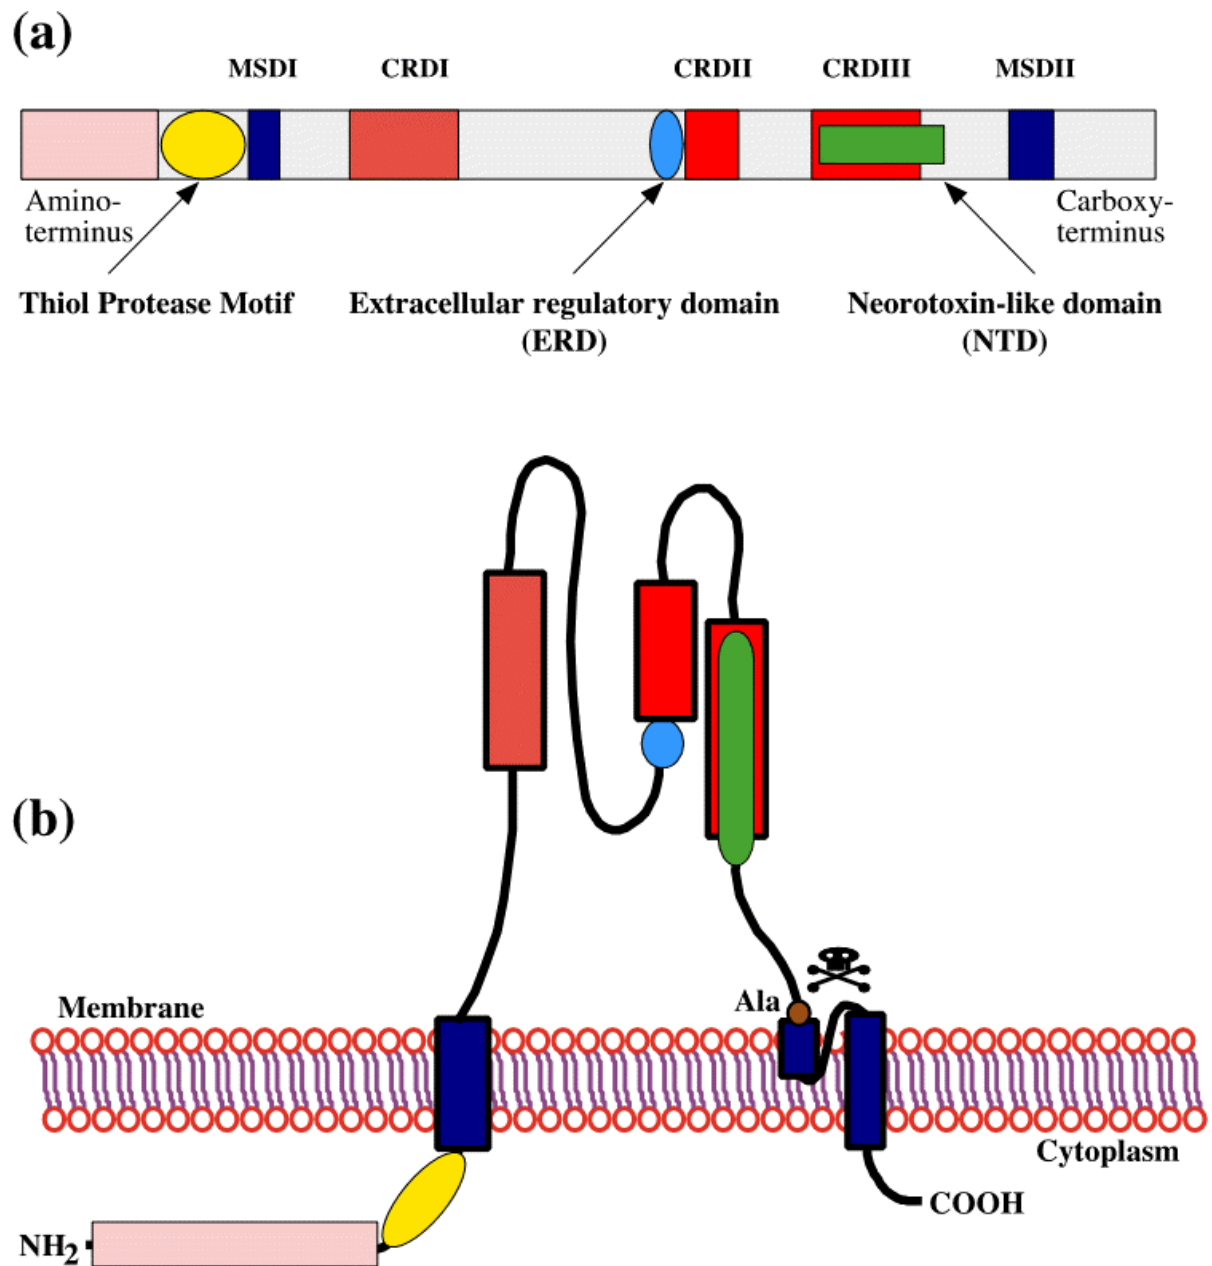 (a)
MSDI CRDI CRDII CRDIII MSDII
Amino-
terminus
Carboxy-
terminus
Thiol Protease Motif
Extracellular regulatory domain
(ERD)
Neorotoxin-like domain
(NTD)
(b)
Ala
Membrane
Cytoplasm
COOH
NH2